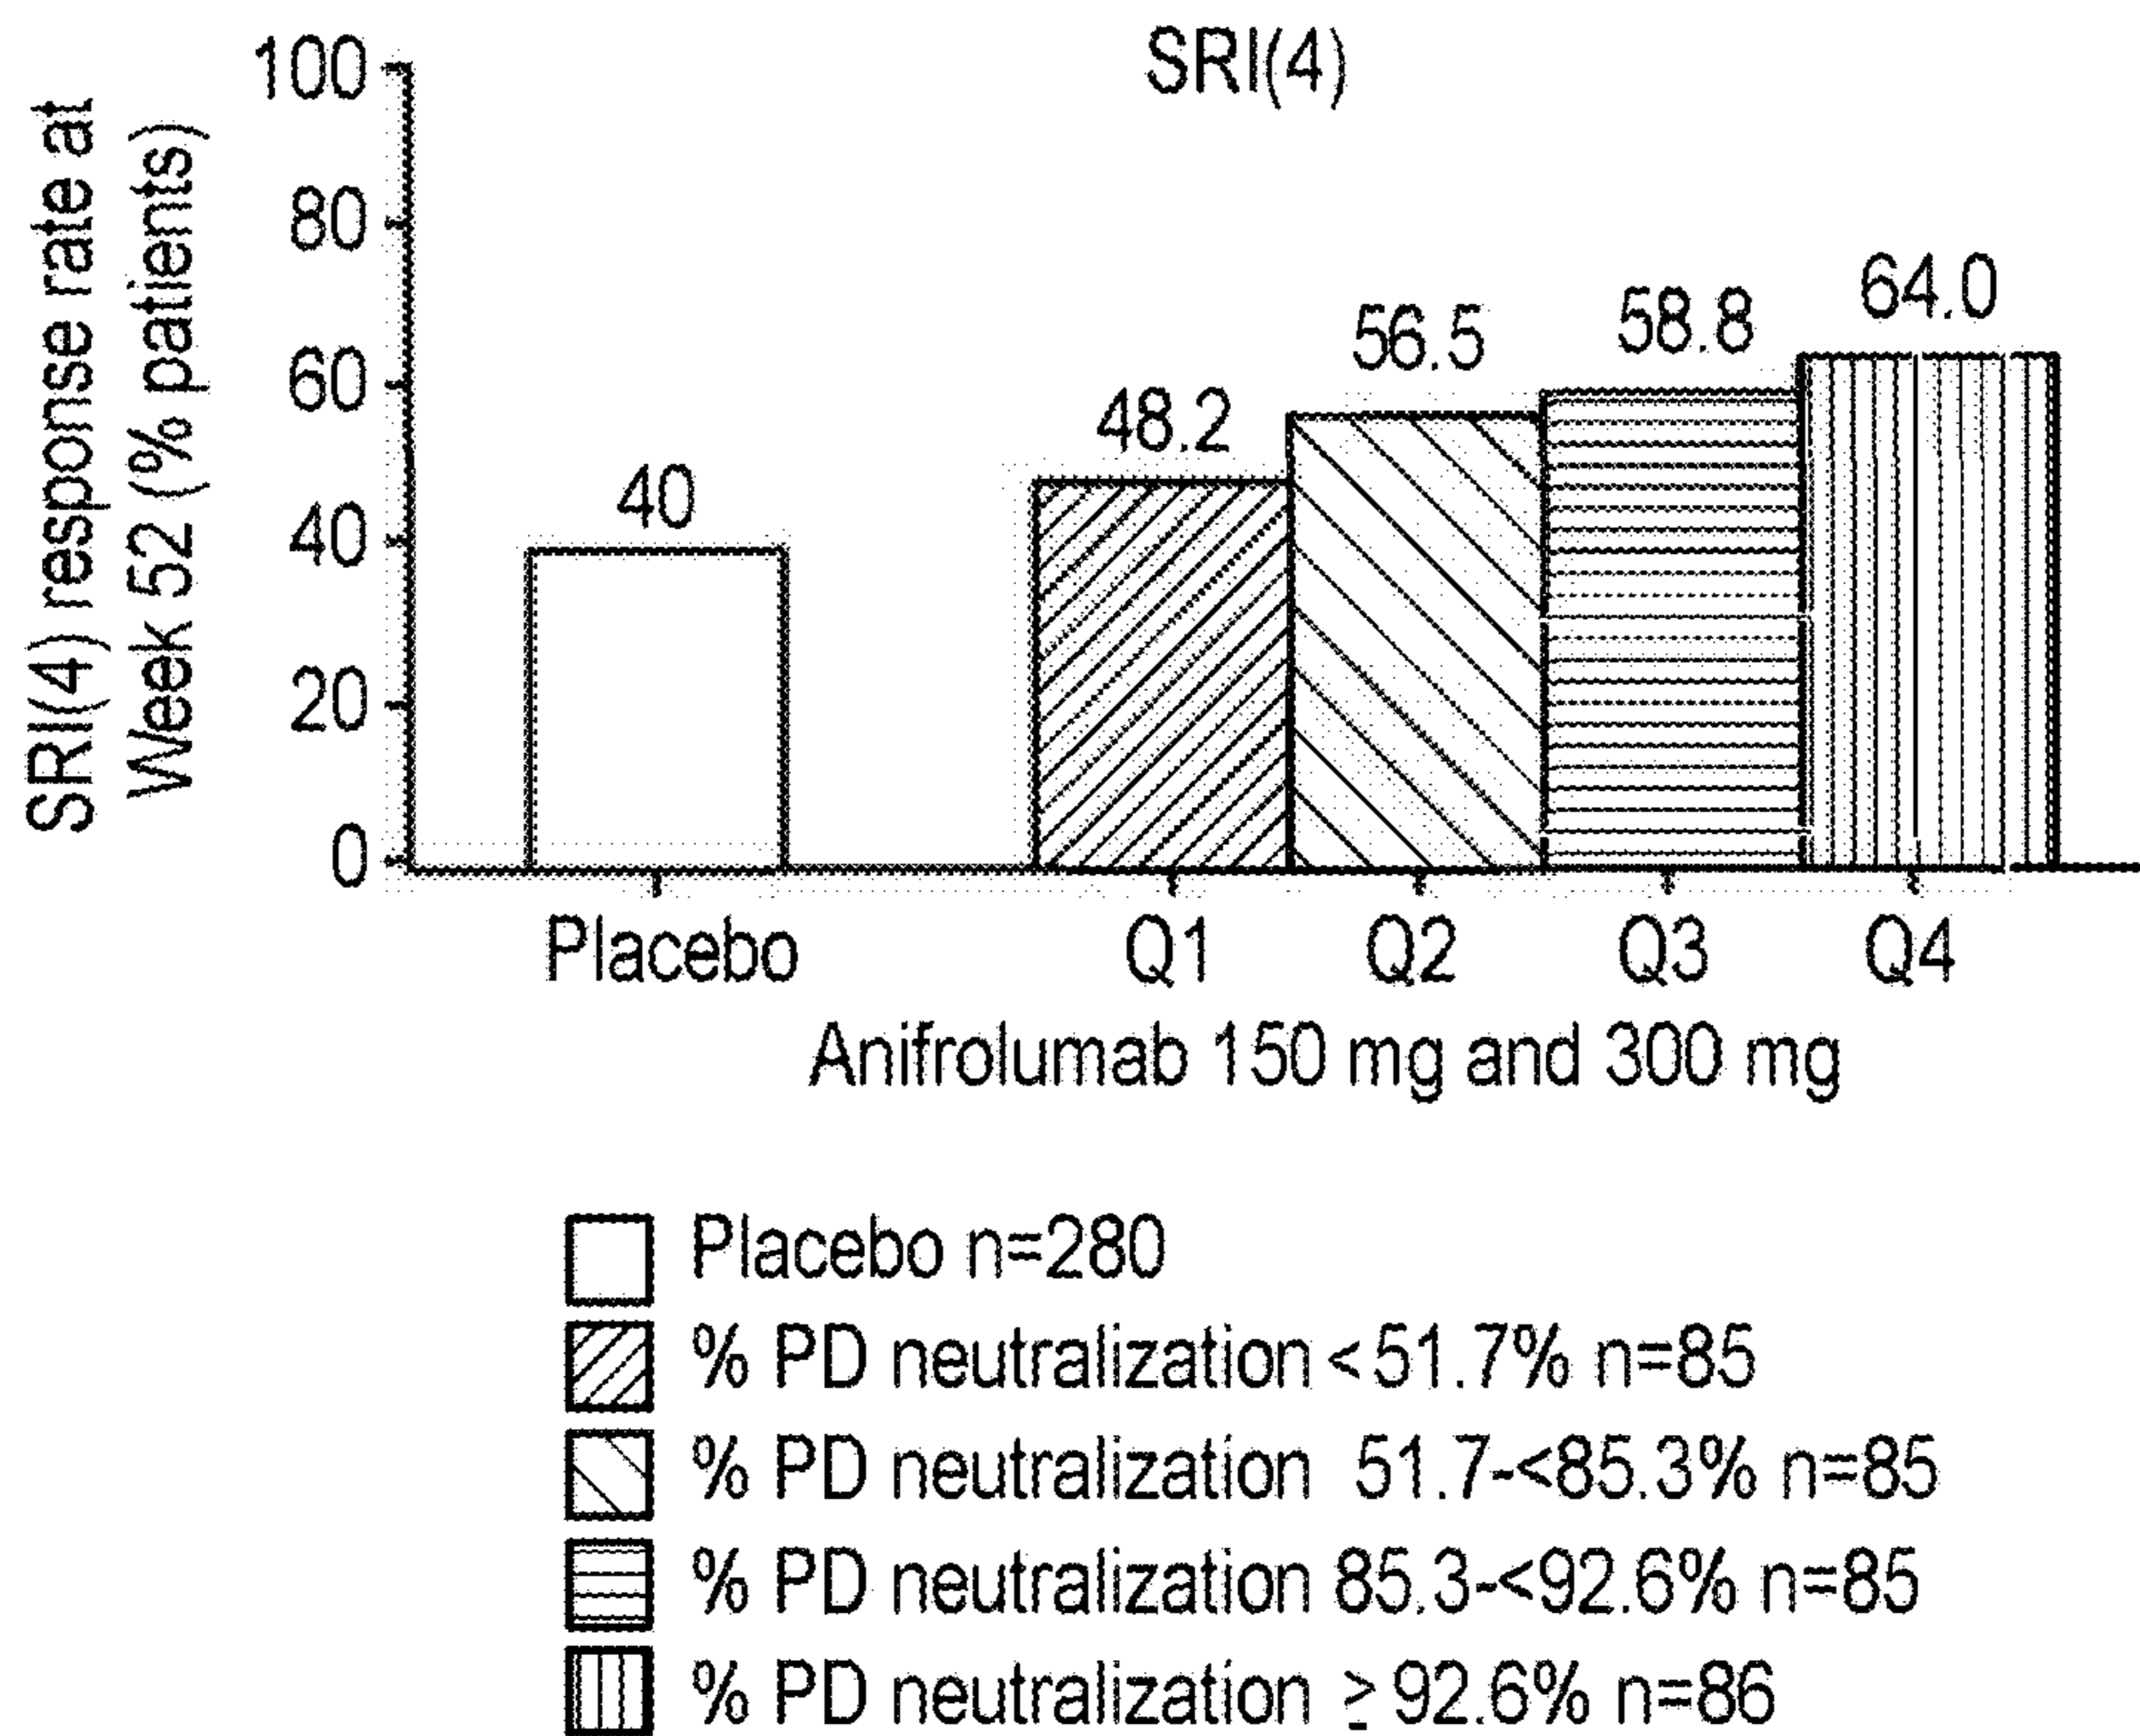 SRI(4)
SRI(4) response rate at
Week 52 (% patients)
100
80
60
40
20
0
40
48.2
56.5
58.8
64.0
Placebo
Q1
Q2
Q3
Q4
Anifrolumab 150 mg and 300 mg
Placebo n=280
% PD neutralization <51.7% n=85
% PD neutralization 51.7-<85.3% n=85
% PD neutralization 85.3-<92.6% n=85
% PD neutralization ≥92.6% n=86